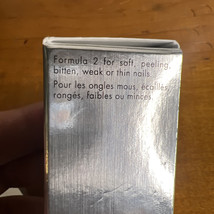 Formula 2 for soft, peeling,
bitten, weak or thin nails.
Pour les ongles mous, écaillés,
rongés, faibles ou minces.